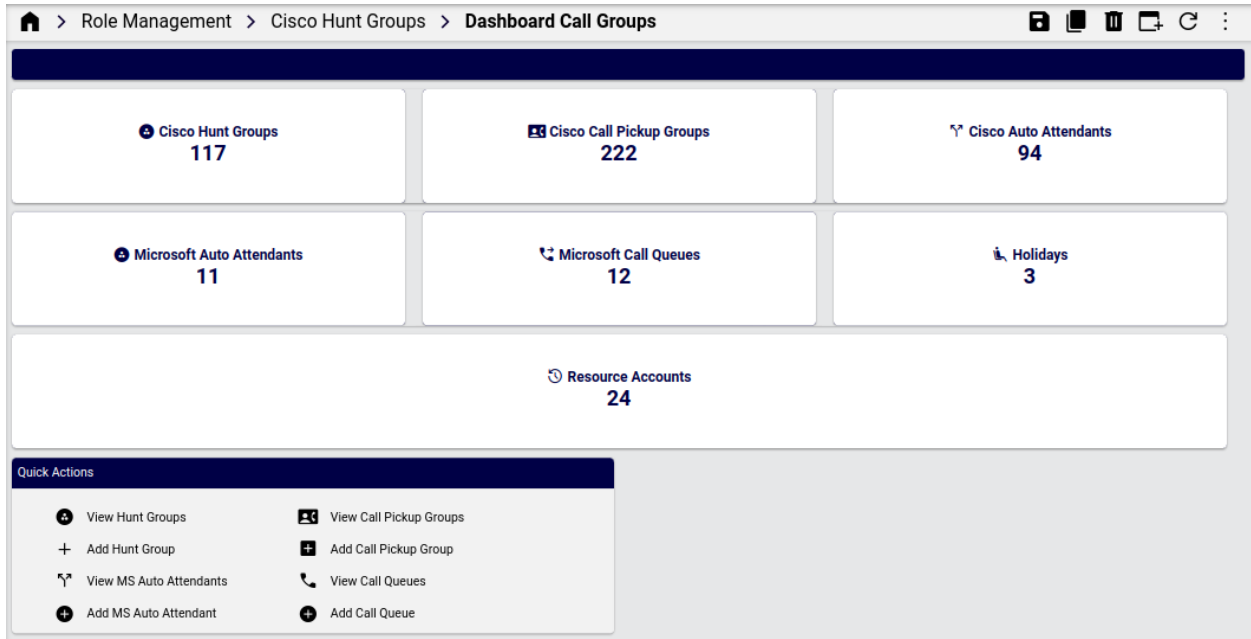 Role Management > Cisco Hunt Groups > Dashboard Call Groups
Cisco Hunt Groups
117
Cisco Call Pickup Groups
222
Cisco Auto Attendants
94
Microsoft Auto Attendants
11
Microsoft Call Queues
12
Holidays
3
Resource Accounts
24
Quick Actions
View Hunt Groups
View Call Pickup Groups
Add Hunt Group
Add Call Pickup Group
View MS Auto Attendants
View Call Queues
Add MS Auto Attendant
Add Call Queue